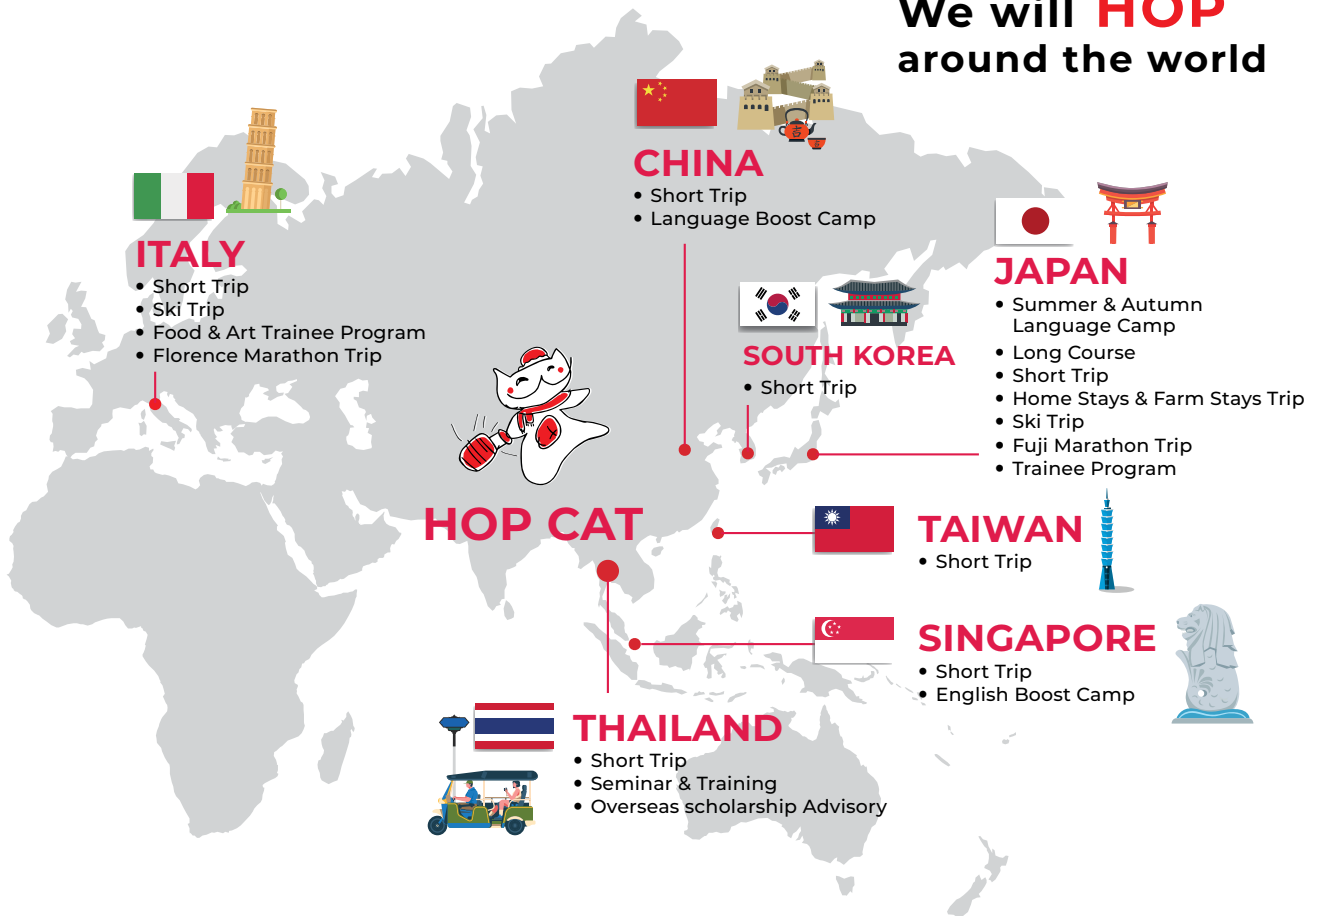 We will HOP
around the world
CHINA
• Short Trip
• Language Boost Camp
ITALY
• Short Trip
• Ski Trip
• Food & Art Trainee Program
• Florence Marathon Trip
JAPAN
• Summer & Autumn
Language Camp
• Long Course
• Short Trip
• Home Stays & Farm Stays Trip
• Ski Trip
• Fuji Marathon Trip
• Trainee Program
SOUTH KOREA
• Short Trip
HOP CAT
TAIWAN
• Short Trip
SINGAPORE
• Short Trip
• English Boost Camp
THAILAND
• Short Trip
• Seminar & Training
• Overseas scholarship Advisory